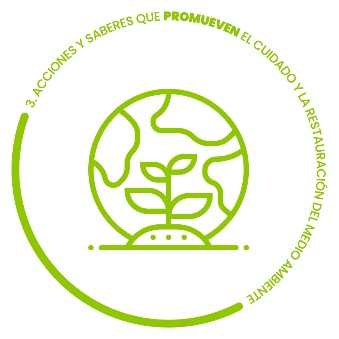 3. ACCIONES Y SABERES QUE PROMUEVEN EL CUIDADO Y LA RESTAURACIÓN DEL MEDIO AMBIENTE